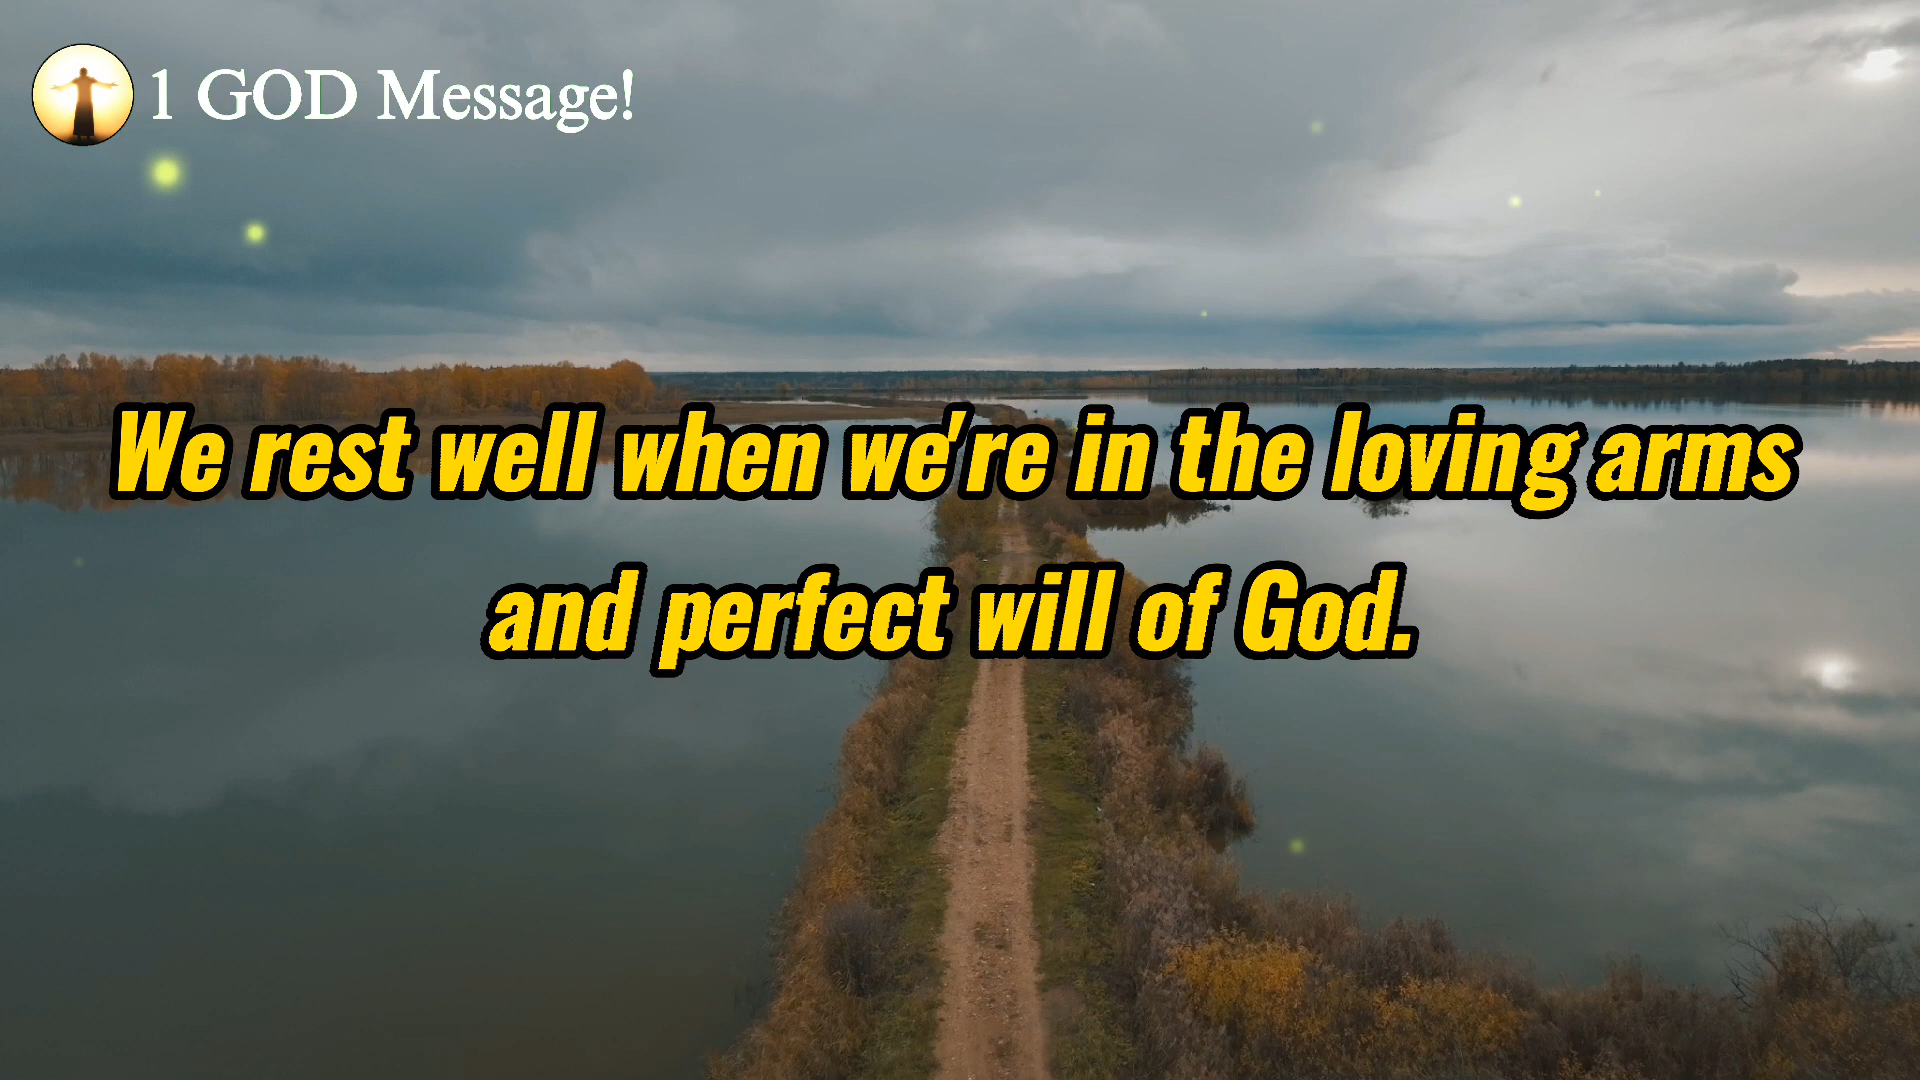 1 GOD Message!
We rest well when we're in the loving arms
and perfect will of God.